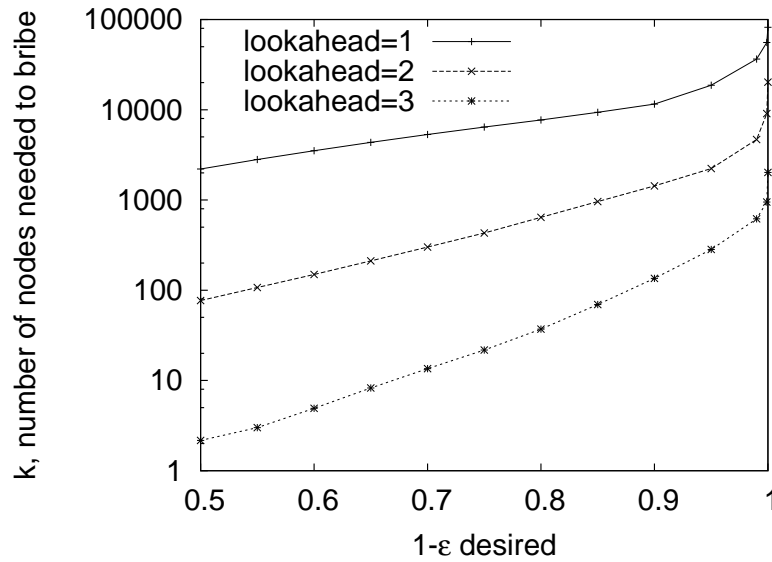 100000
10000
1000
100
10
1
k, number of nodes needed to bribe
lookahead=1
lookahead=2
lookahead=3
0.5 0.6 0.7 0.8 0.9 1
1-ε desired